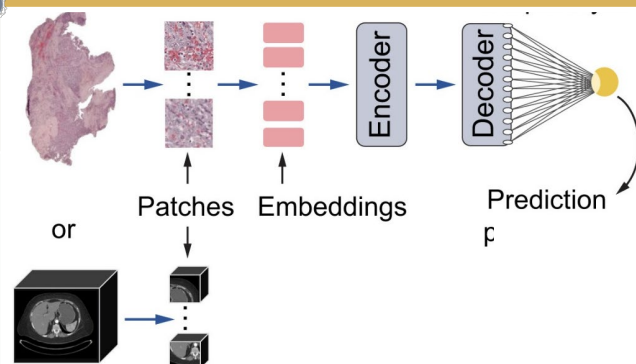 Encoder
Decoder
Patches
Embeddings
Prediction
or